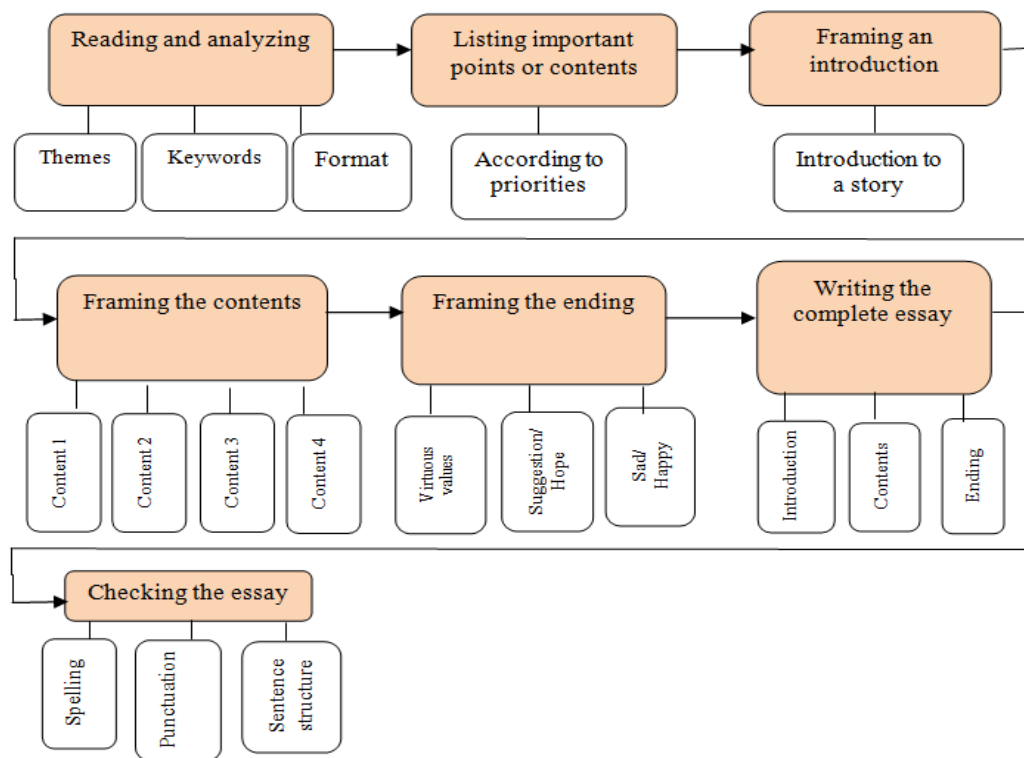 Reading and analyzing
Listing important
points or contents
Framing an
introduction
Themes
Keywords
Format
According to
priorities
Introduction to
a story
Framing the contents
Framing the ending
Writing the
complete essay
Content 1
Content 2
Content 3
Content 4
Virtuous
values
Suggestion/
Hope
Sad/
Happy
Introduction
Contents
Ending
Checking the essay
Spelling
Punctuation
Sentence
structure